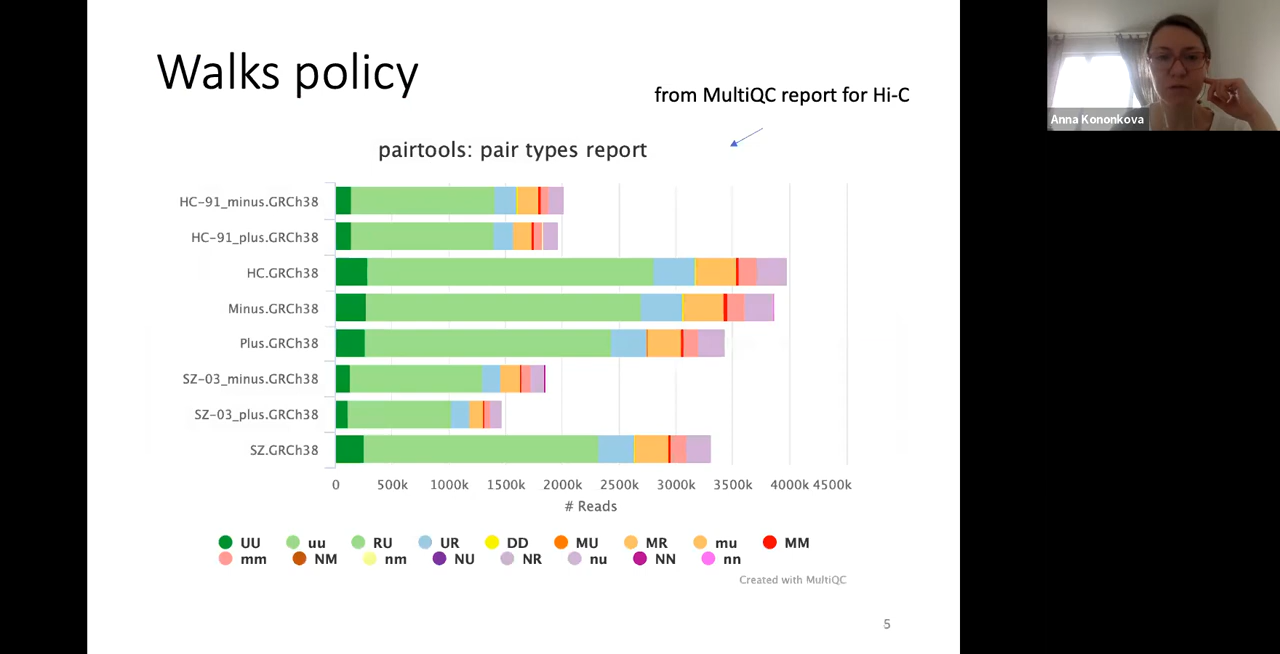 Walks policy
from MultiQC report for Hi-C
Anna Kononkova
pairtools: pair types report
HC-91_minus.GRCh38
HC-91_plus.GRCh38
HC.GRCh38
Minus.GRCh38
Plus.GRCh38
SZ-03_minus.GRCh38
SZ-03_plus.GRCh38
SZ.GRCh38
0 500k 1000k 1500k 2000k 2500k 3000k 3500k 4000k 4500k
# Reads
UU uu RU UR DD MU MR mu MM
mm NM nm NU NR nu NN nn
Created with MultiQC
5